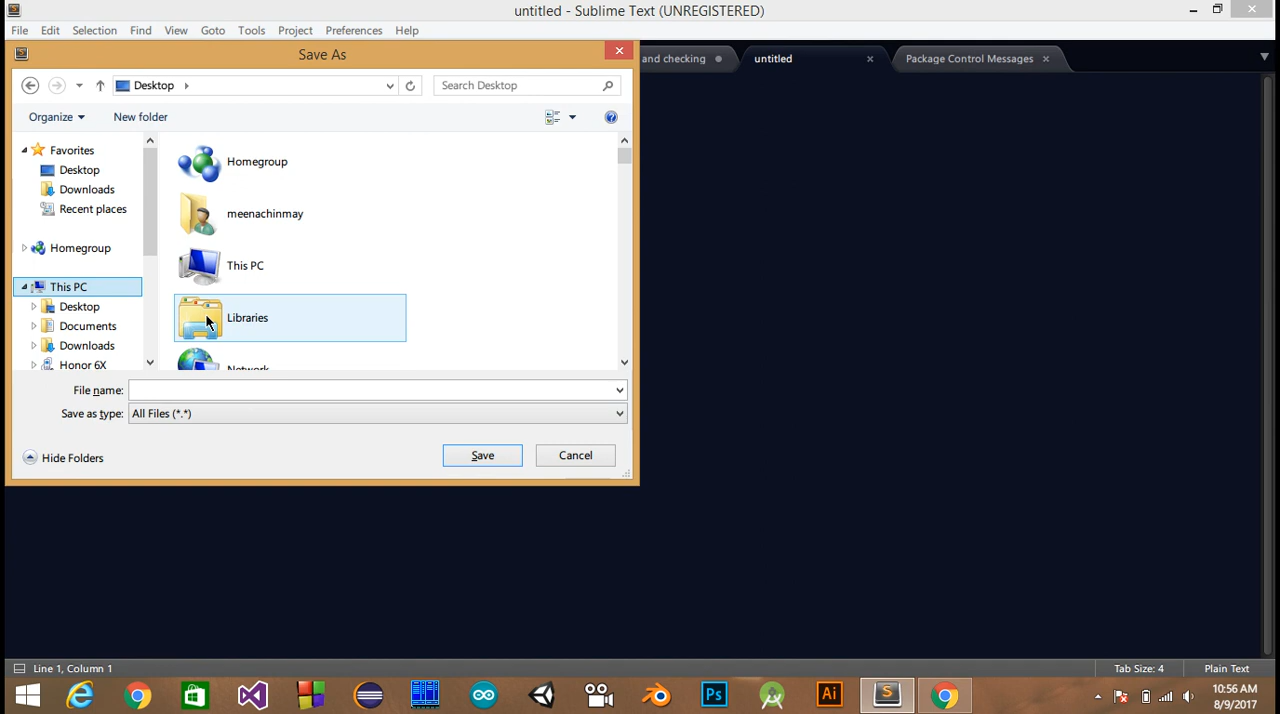 untitled - Sublime Text (UNREGISTERED)
File Edit Selection Find View Goto Tools Project Preferences Help
Save As
and checking untitled Package Control Messages
Desktop Search Desktop
Organize New folder
Favorites
Desktop
Downloads
Recent places
Homegroup
This PC
Desktop
Documents
Downloads
Honor 6X
Homegroup
meenachinmay
This PC
Libraries
Network
File name:
Save as type: All Files (*.*)
Hide Folders Save Cancel
Line 1, Column 1 Tab Size: 4 Plain Text
Ps Ai
10:56 AM
8/9/2017